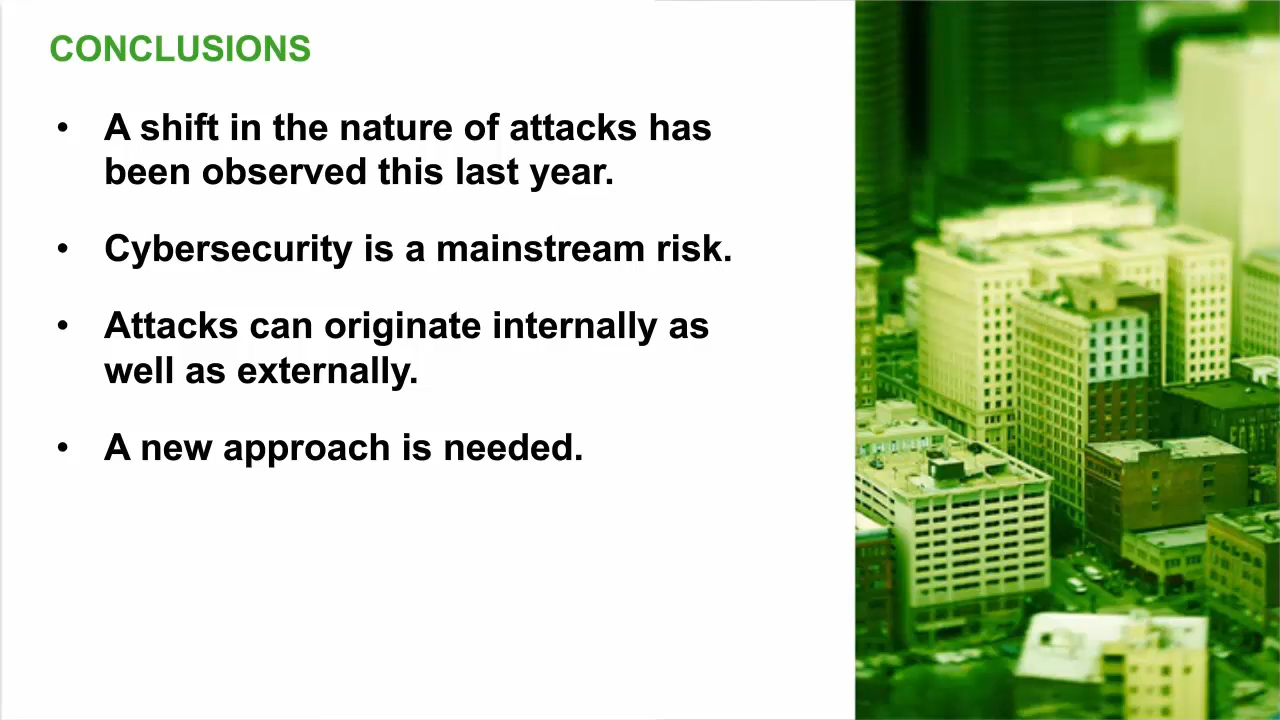 CONCLUSIONS
• A shift in the nature of attacks has
been observed this last year.
• Cybersecurity is a mainstream risk.
• Attacks can originate internally as
well as externally.
• A new approach is needed.